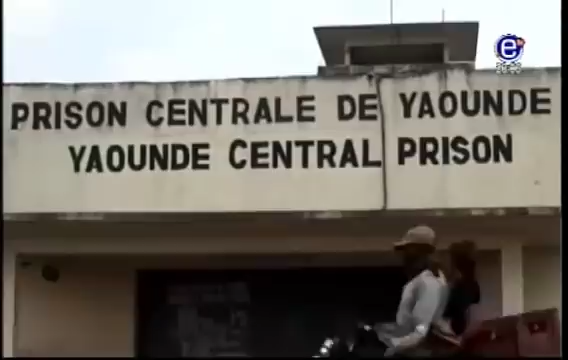 PRISON CENTRALE DE YAOUNDE
YAOUNDE CENTRAL PRISON